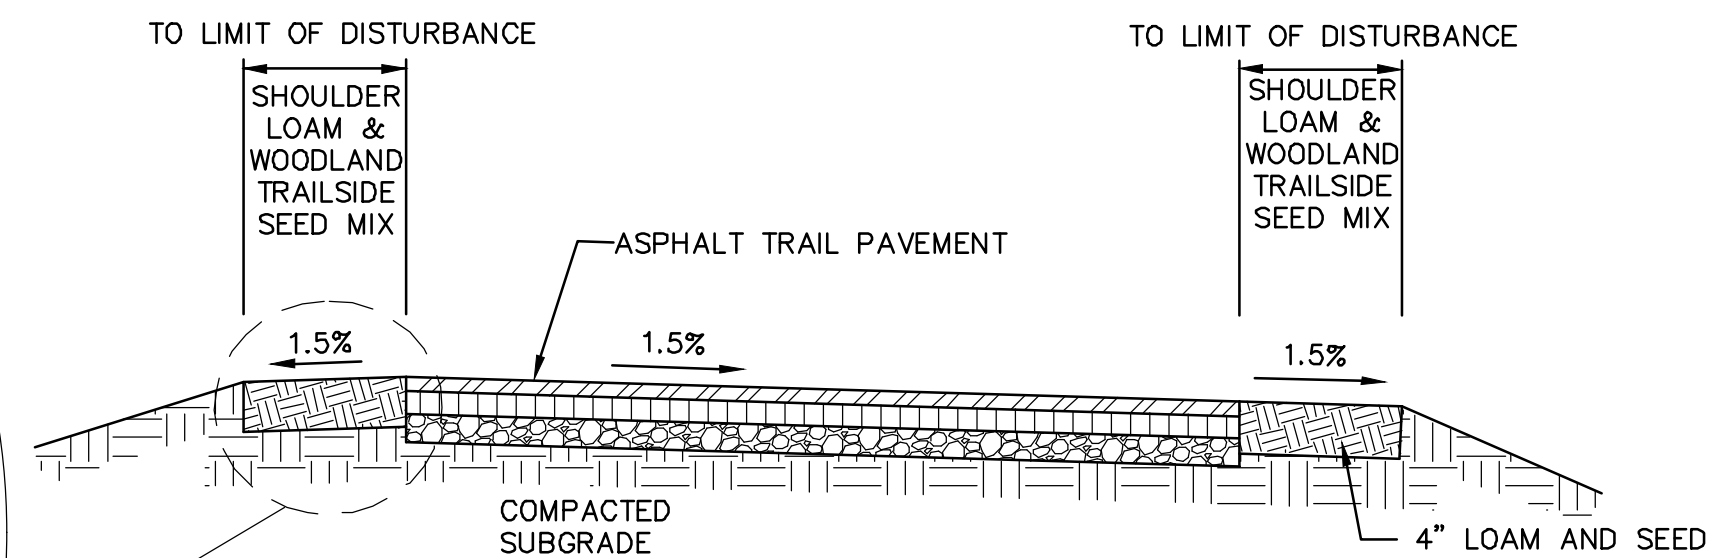 TO LIMIT OF DISTURBANCE
SHOULDER
LOAM &
WOODLAND
TRAILSIDE
SEED MIX
TO LIMIT OF DISTURBANCE
SHOULDER
LOAM &
WOODLAND
TRAILSIDE
SEED MIX
ASPHALT TRAIL PAVEMENT
1.5%
1.5%
1.5%
COMPACTED
SUBGRADE
4" LOAM AND SEED